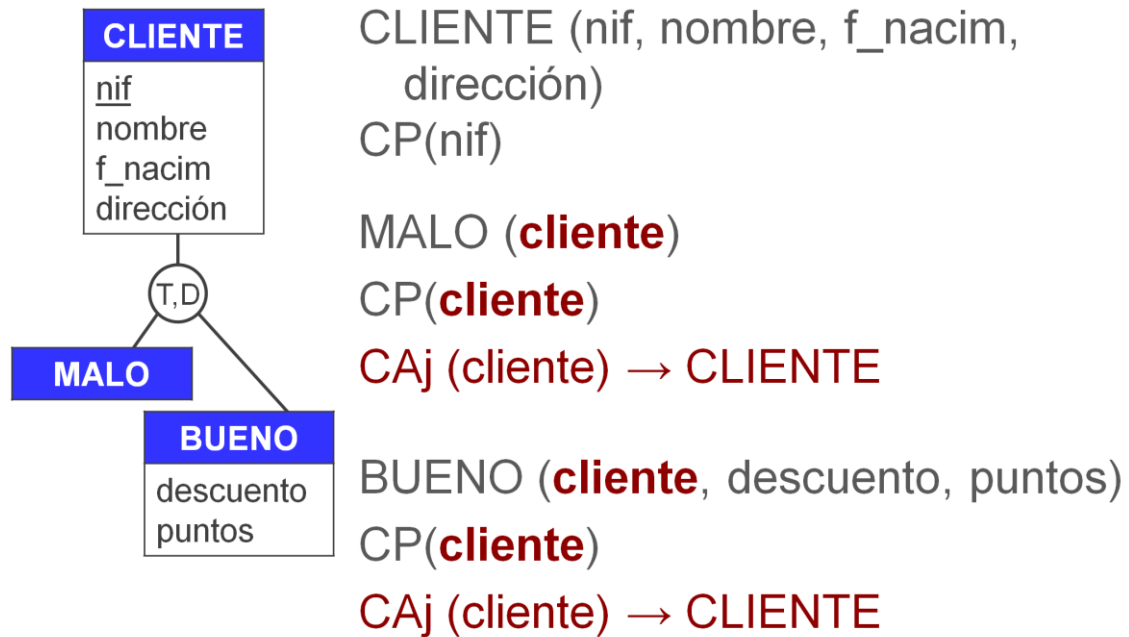 CLIENTE
nif
nombre
f_nacim
dirección
T,D
MALO
BUENO
descuento
puntos
CLIENTE (nif, nombre, f_nacim,
dirección)
CP(nif)
MALO (cliente)
CP(cliente)
CAj (cliente) → CLIENTE
BUENO (cliente, descuento, puntos)
CP(cliente)
CAj (cliente) → CLIENTE